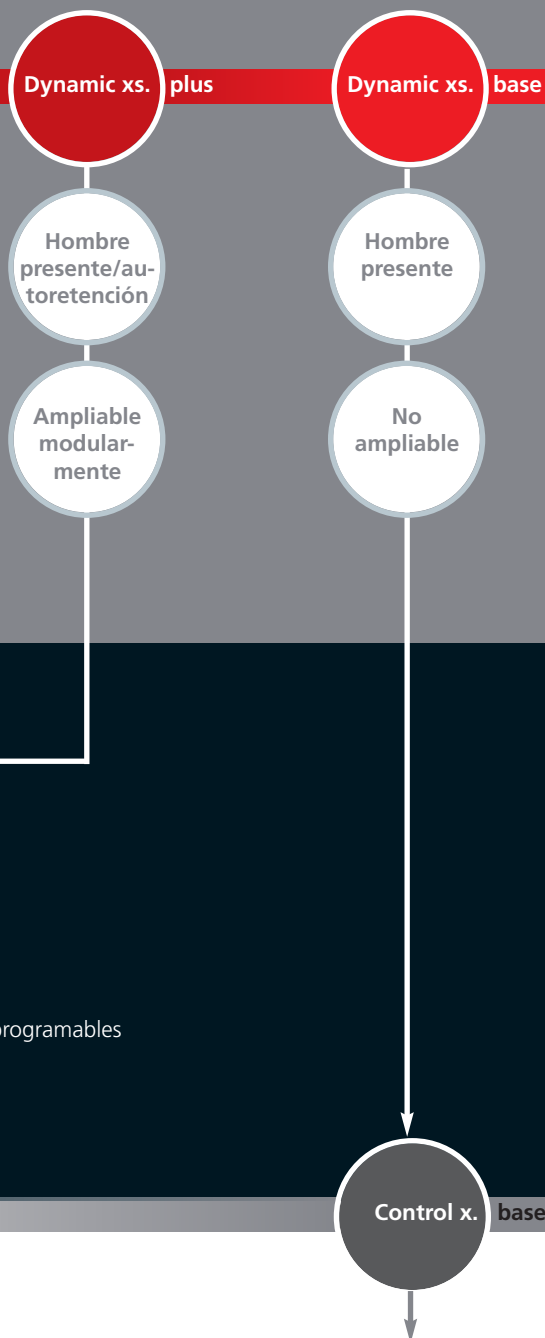 Dynamic xs. plus
Dynamic xs. base
Hombre
presente/au-
toretención
Hombre
presente
Ampliable
modular-
mente
No
ampliable
programables
Control x. base